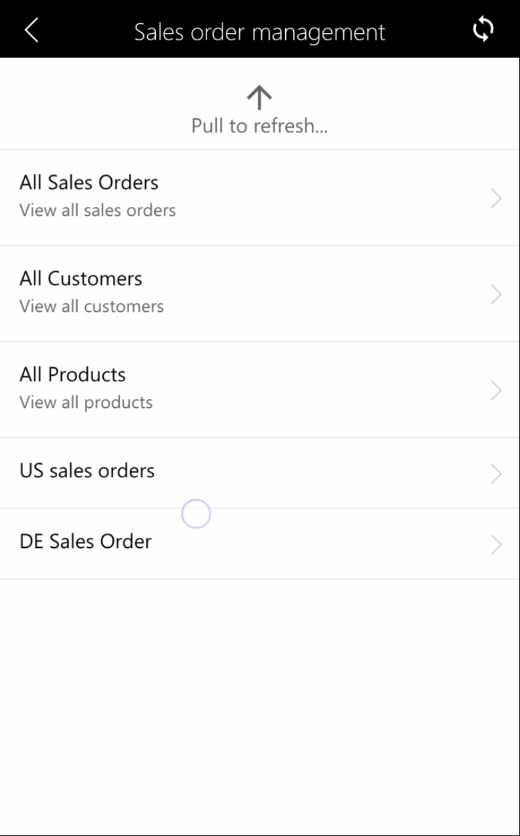 Sales order management
Pull to refresh...
All Sales Orders
View all sales orders
All Customers
View all customers
All Products
View all products
US sales orders
DE Sales Order